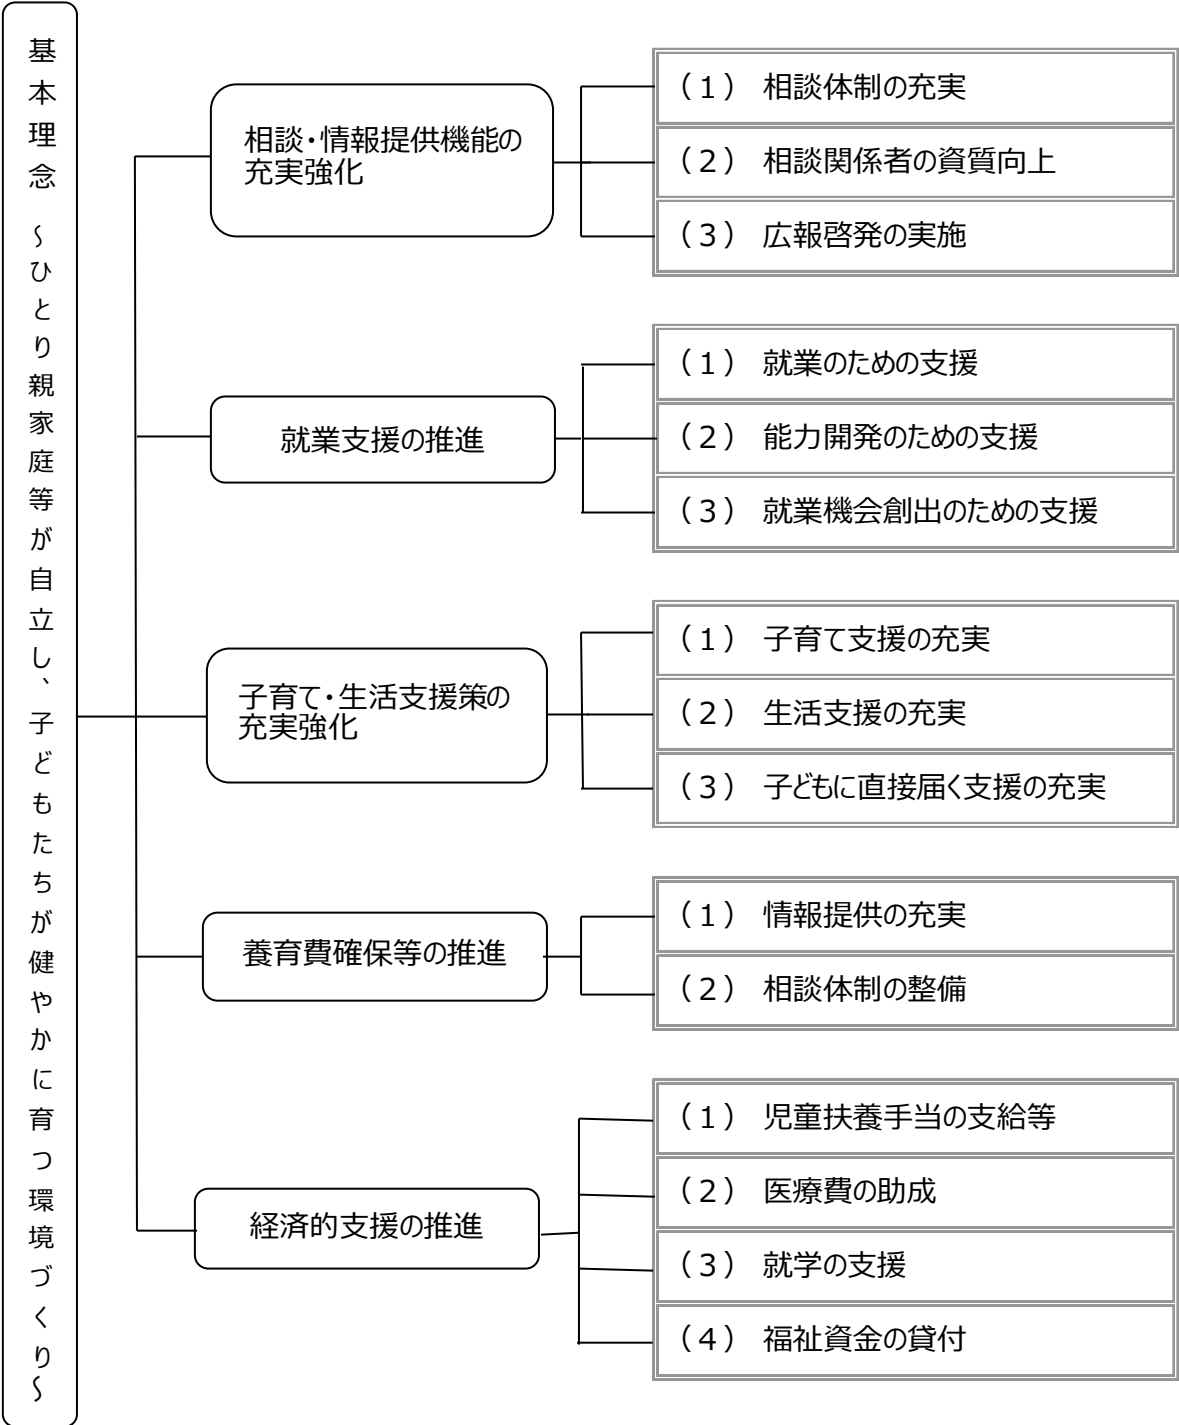 基本理念 ～ひとり親家庭等が自立し、子どもたちが健やかに育つ環境づくり～
相談・情報提供機能の
充実強化
（１） 相談体制の充実
（２） 相談関係者の資質向上
（３） 広報啓発の実施
就業支援の推進
（１） 就業のための支援
（２） 能力開発のための支援
（３） 就業機会創出のための支援
子育て・生活支援策の
充実強化
（１） 子育て支援の充実
（２） 生活支援の充実
（３） 子どもに直接届く支援の充実
養育費確保等の推進
（１） 情報提供の充実
（２） 相談体制の整備
経済的支援の推進
（１） 児童扶養手当の支給等
（２） 医療費の助成
（３） 就学の支援
（４） 福祉資金の貸付